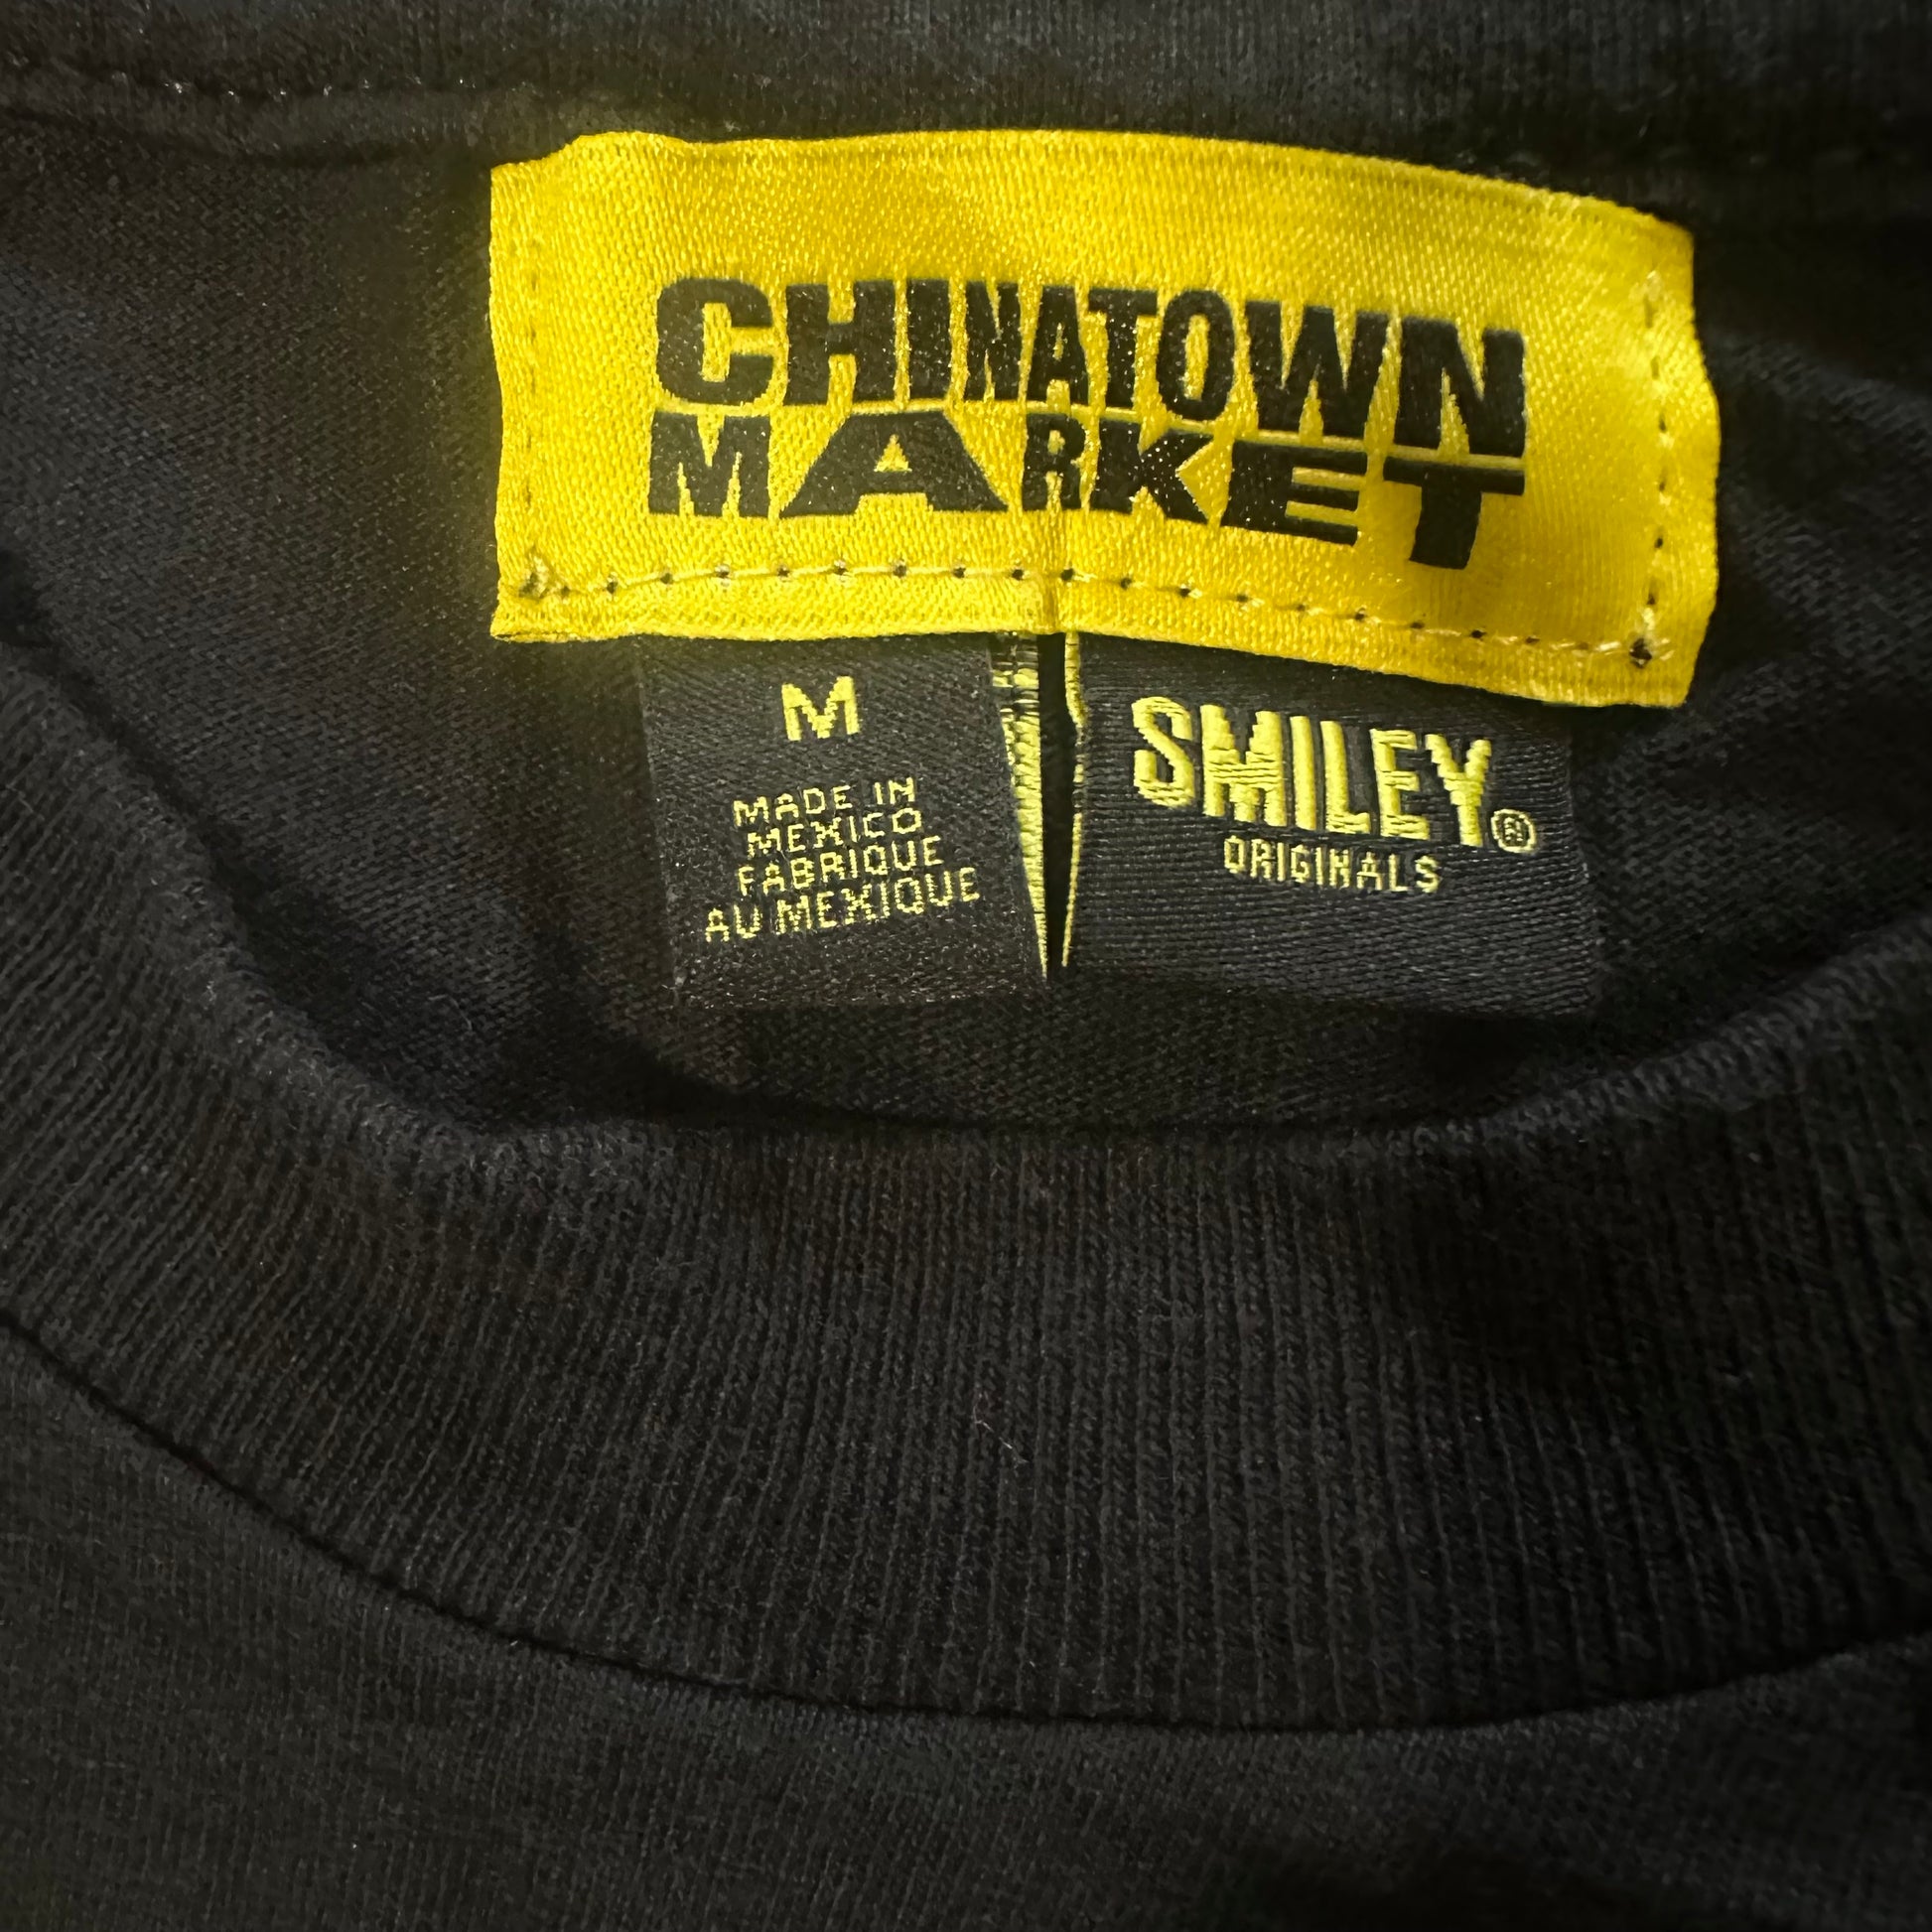 CHINATOWN
MARKET
M
MADE IN
MEXICO
FABRIQUE
AU MEXIQUE
SMILEY®
ORIGINALS